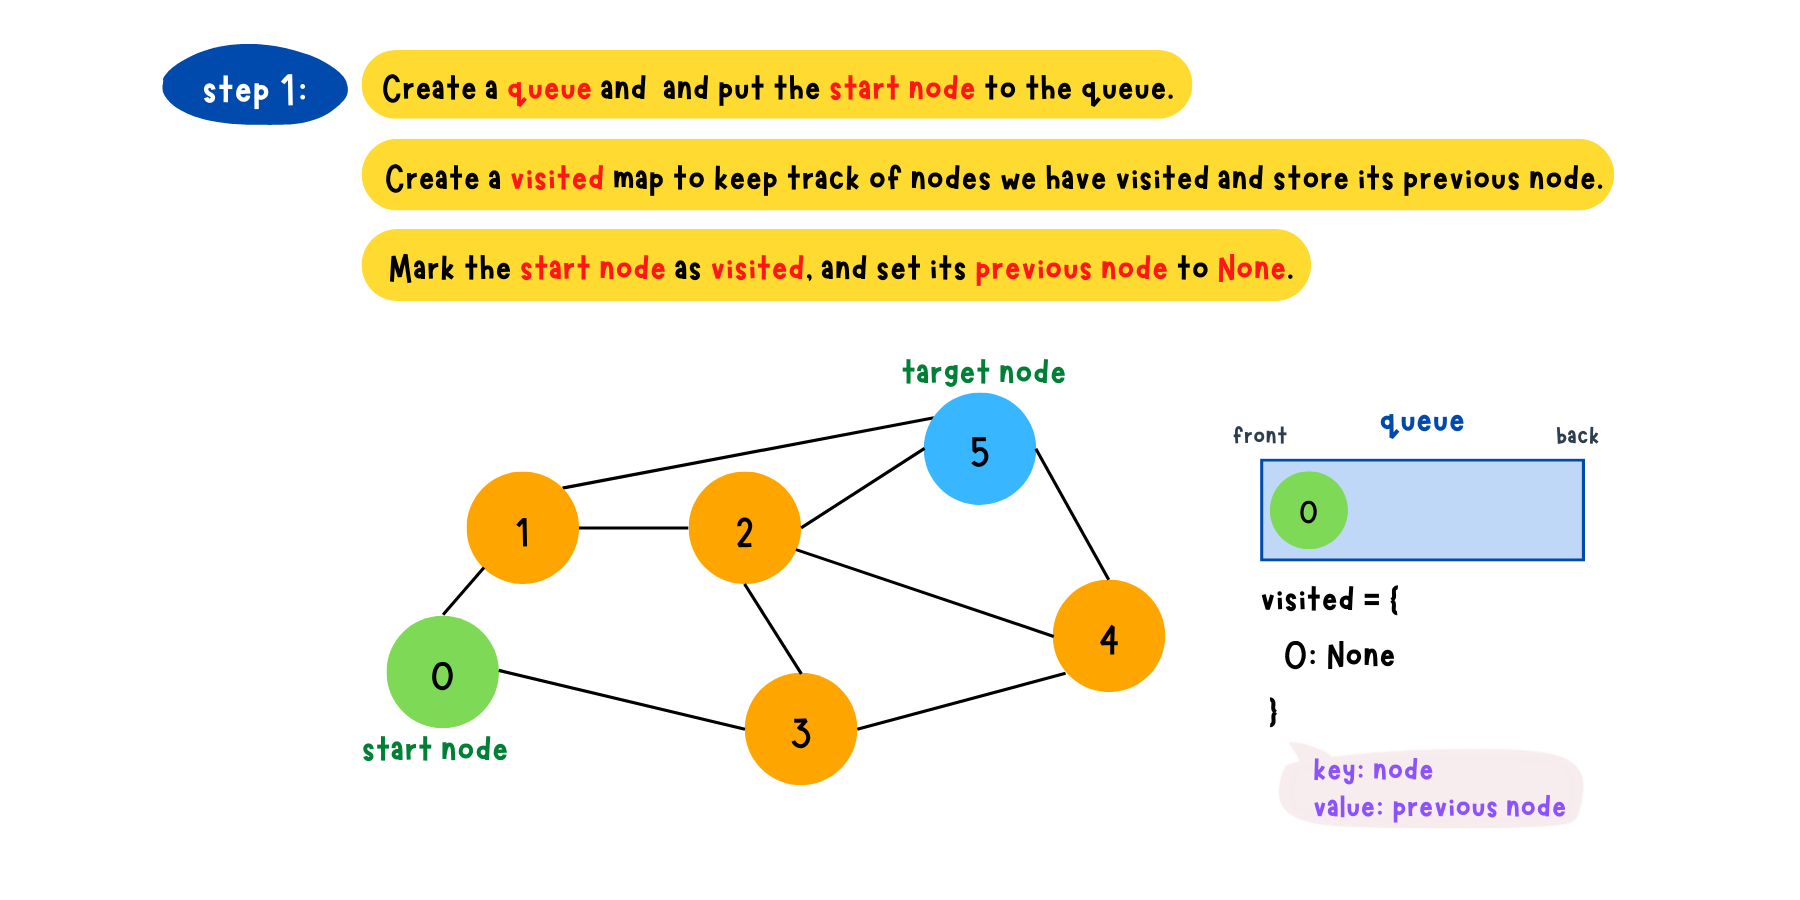 step 1:
Create a queue and  and put the start node to the queue.
Create a visited map to keep track of nodes we have visited and store its previous node.
Mark the start node as visited, and set its previous node to None.
target node
5
front
queue
back
1
2
0
visited = {
4
0: None
0
3
}
start node
key: node
value: previous node